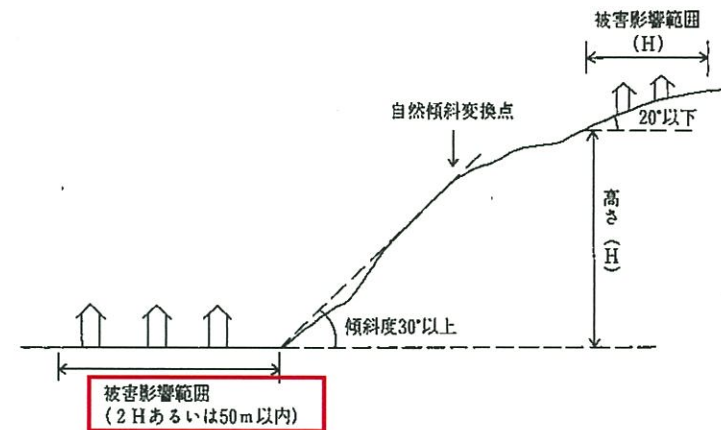 被害影響範囲
(H)
自然傾斜変換点
20°以下
高さ(H)
傾斜度30°以上
被害影響範囲
(2Hあるいは50m以内)